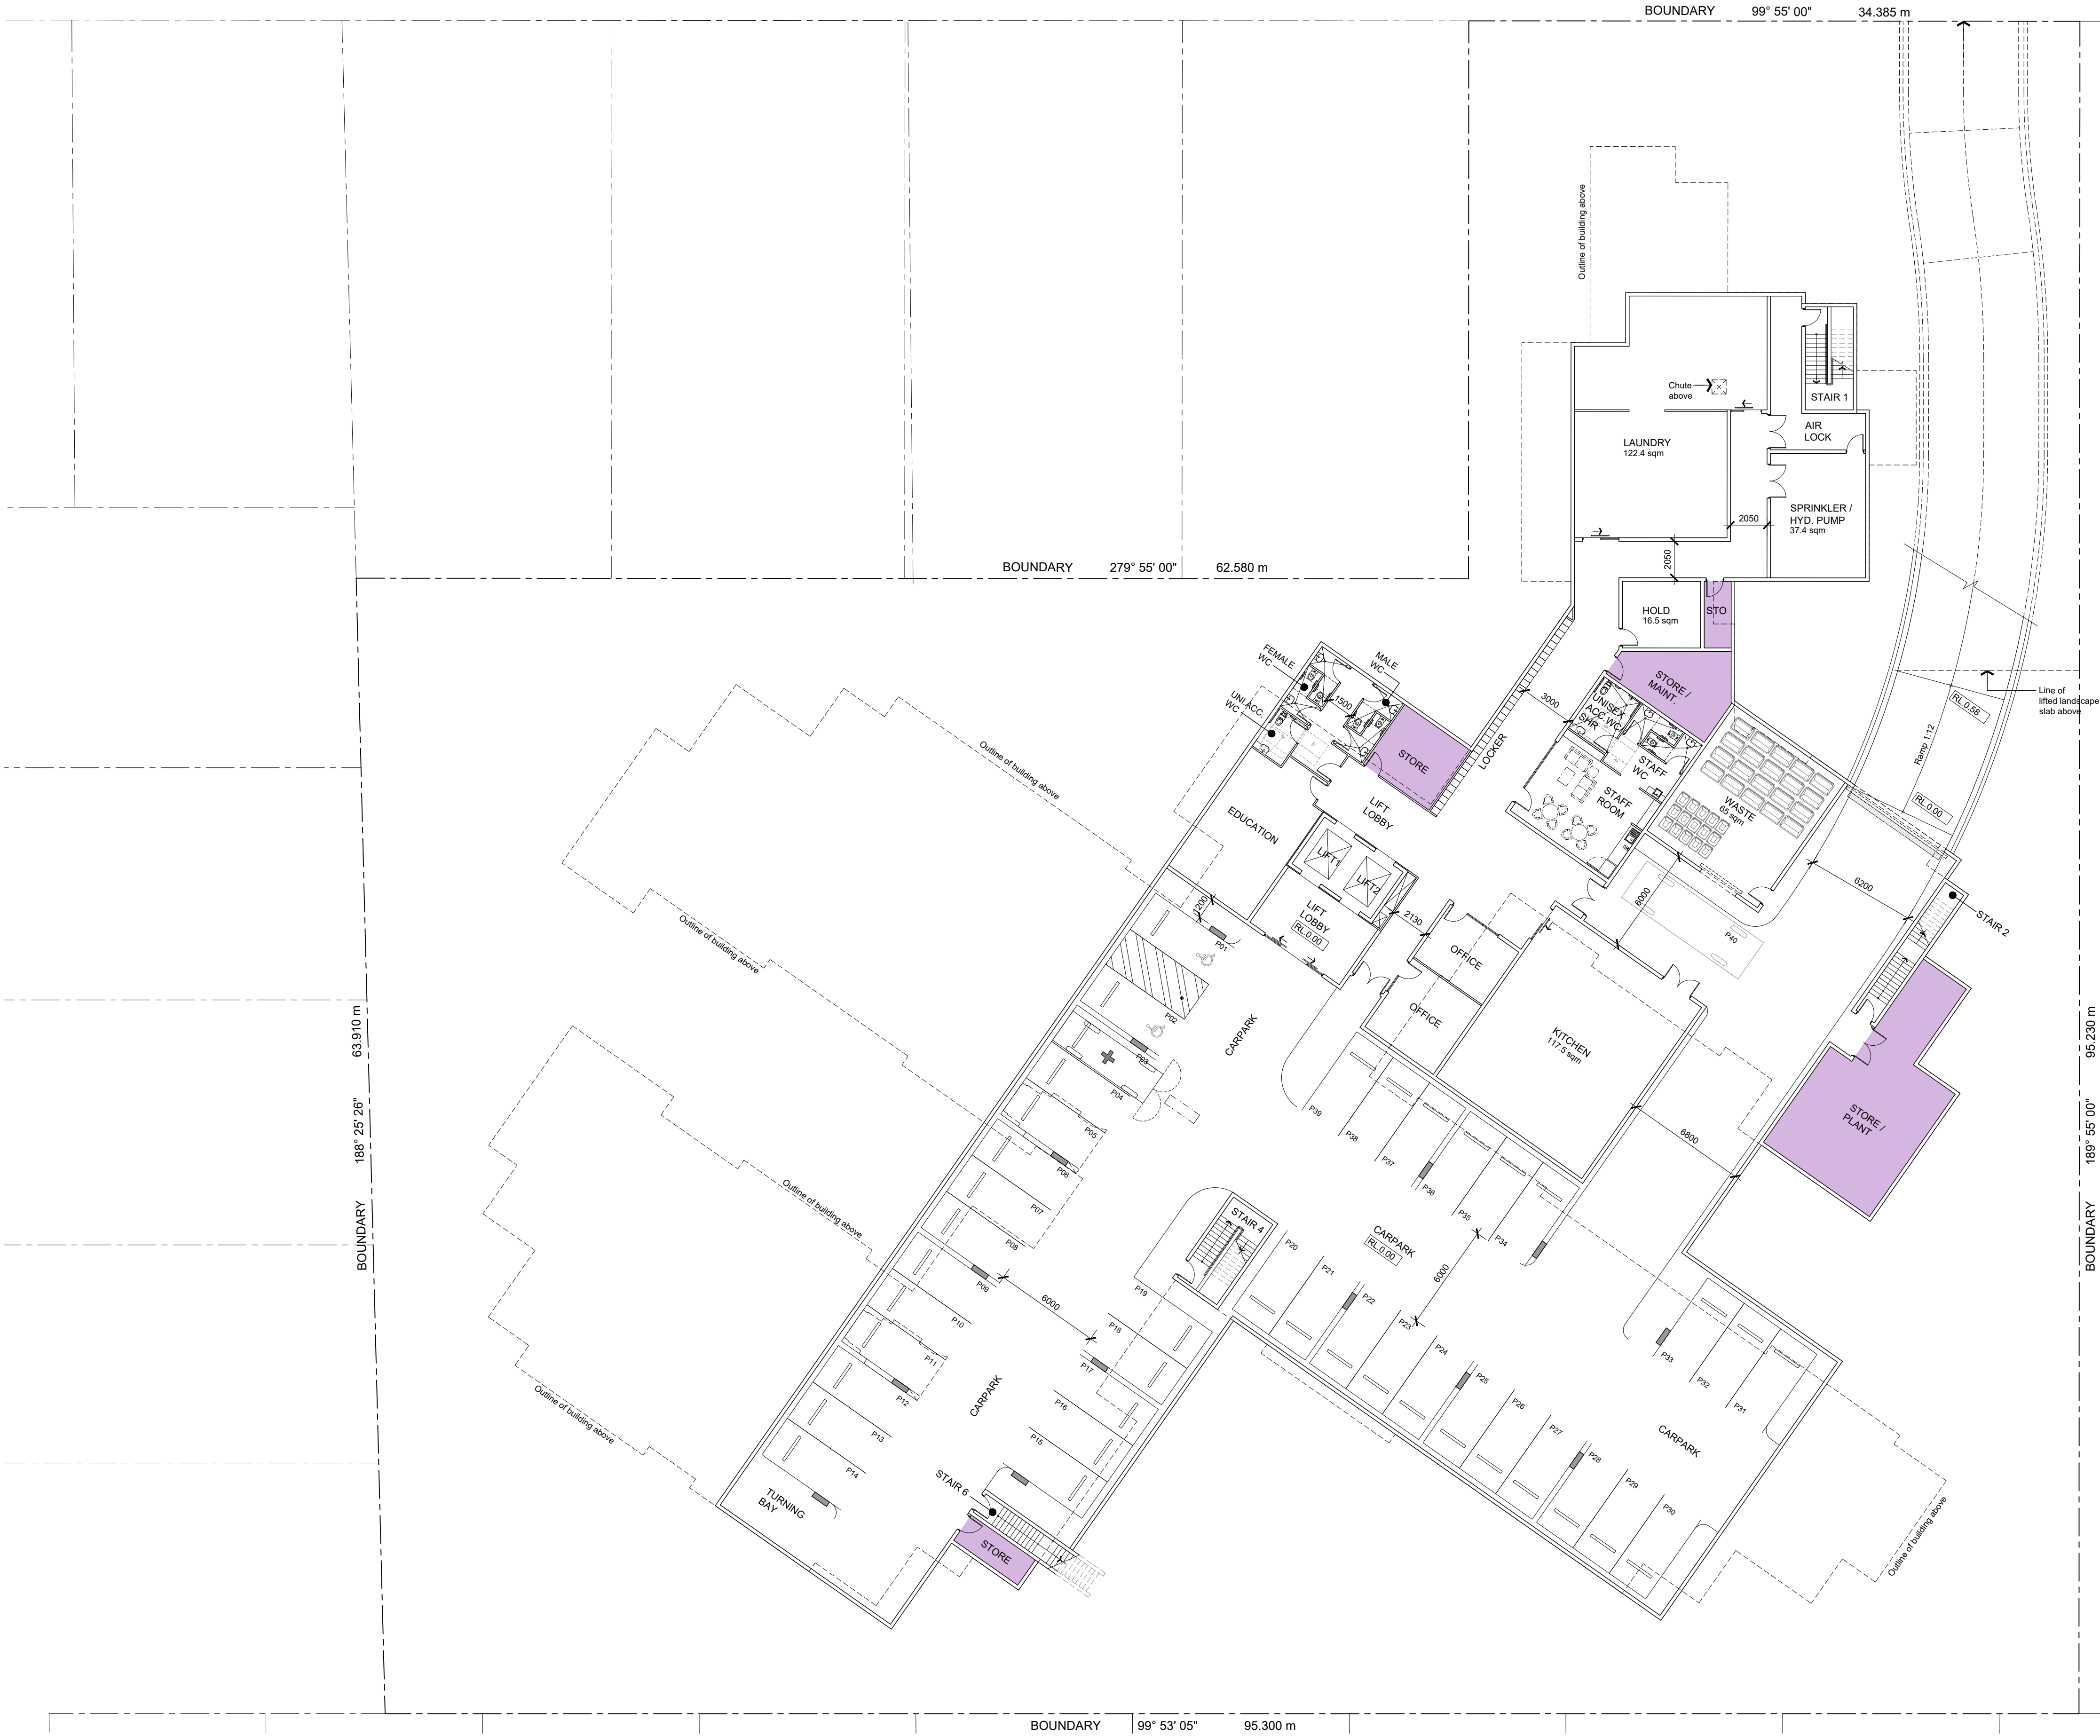 BOUNDARY 99° 55' 00" 34.385 m
Outline of building above
Chute
above
STAIR 1
AIR
LOCK
LAUNDRY
122.4 sqm
SPRINKLER /
HYD. PUMP
37.4 sqm
2050
2050
BOUNDARY 279° 55' 00" 62.580 m
HOLD
16.5 sqm
STO
STORE /
MAINT.
FEMALE
WC
MALE
WC
UNI ACC.
WC
1500
STORE
LOCKER
3000
UNISEX
ACC.WC/
SHR
STAFF
WC
STAFF
ROOM
WASTE
65 sqm
Line of
lifted landscape
slab above
RL 0.58
Ramp 1:12
RL 0.00
Outline of building above
EDUCATION
LIFT
LOBBY
LIFT1
LIFT2
LIFT
LOBBY
RL 0.00
1200
2130
6000
6200
P40
STAIR 2
OFFICE
OFFICE
KITCHEN
117.5 sqm
6800
STORE /
PLANT
Outline of building above
Outline of building above
Outline of building above
CARPARK
P01
P02
P03
P04
P05
P06
P07
P08
P09
P10
P11
P12
P13
P14
TURNING
BAY
6000
CARPARK
STAIR 4
P19
P18
P17
P16
P15
STAIR 6
STORE
P39
P38
P37
P36
P35
P34
CARPARK
RL 0.00
6000
P20
P21
P22
P23
P24
P25
P26
P27
P28
P29
P30
P33
P32
P31
CARPARK
Outline of building above
BOUNDARY 188° 25' 26" 63.910 m
BOUNDARY 189° 55' 00" 95.230 m
BOUNDARY 99° 53' 05" 95.300 m